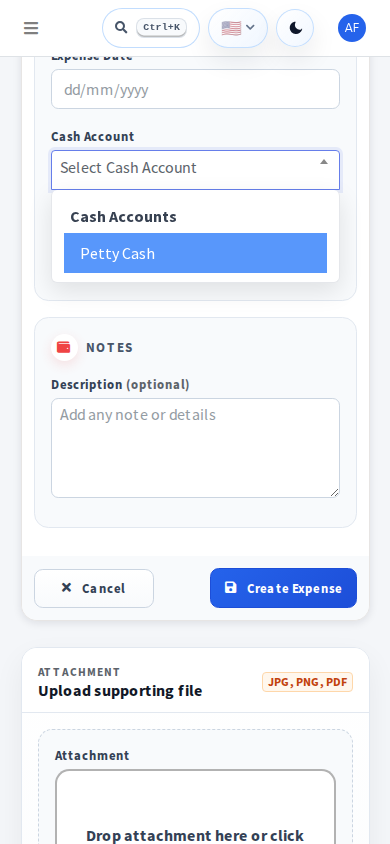 Ctrl+K
AF
Expense Date
dd/mm/yyyy
Cash Account
Select Cash Account
Cash Accounts
Petty Cash
NOTES
Description (optional)
Add any note or details
Cancel
Create Expense
ATTACHMENT
Upload supporting file
JPG, PNG, PDF
Attachment
Drop attachment here or click